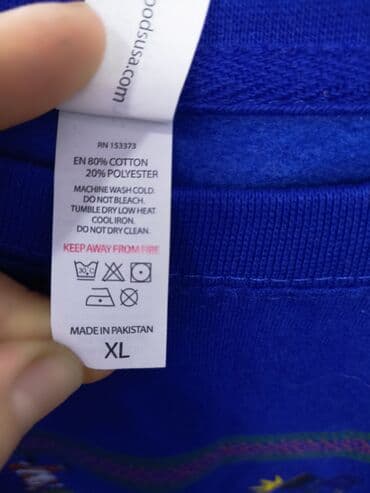 oodsusa.com
RN 153373
EN 80% COTTON
20% POLYESTER
MACHINE WASH COLD.
DO NOT BLEACH.
TUMBLE DRY LOW HEAT
COOL IRON.
DO NOT DRY CLEAN.
KEEP AWAY FROM FIRE
MADE IN PAKISTAN
XL